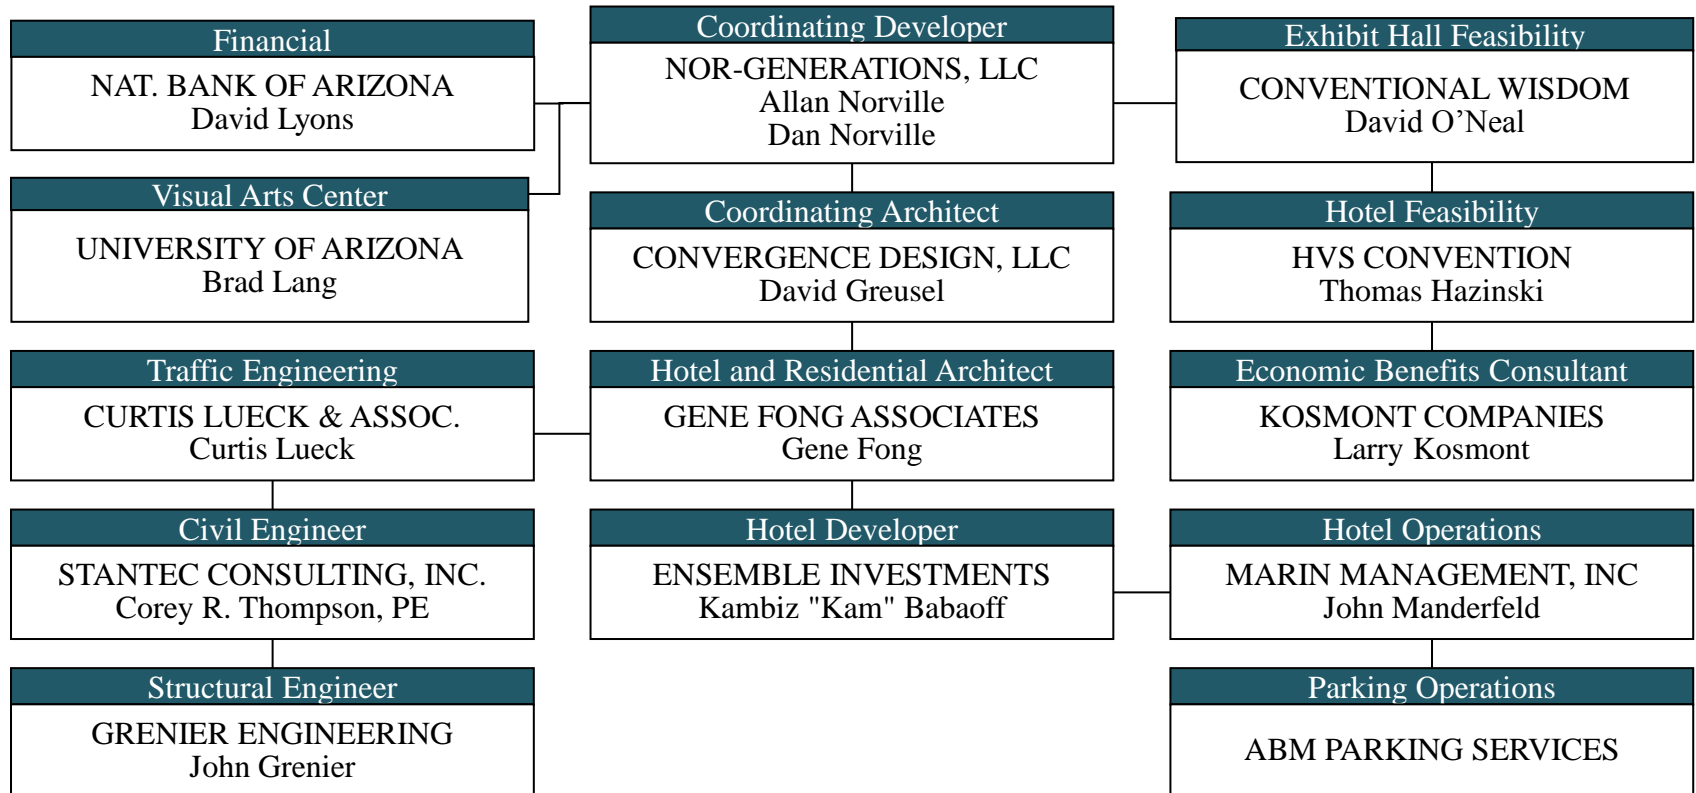 Financial
NAT. BANK OF ARIZONA
David Lyons
Coordinating Developer
NOR-GENERATIONS, LLC
Allan Norville
Dan Norville
Exhibit Hall Feasibility
CONVENTIONAL WISDOM
David O’Neal
Visual Arts Center
UNIVERSITY OF ARIZONA
Brad Lang
Coordinating Architect
CONVERGENCE DESIGN, LLC
David Greusel
Hotel Feasibility
HVS CONVENTION
Thomas Hazinski
Traffic Engineering
CURTIS LUECK & ASSOC.
Curtis Lueck
Hotel and Residential Architect
GENE FONG ASSOCIATES
Gene Fong
Economic Benefits Consultant
KOSMONT COMPANIES
Larry Kosmont
Civil Engineer
STANTEC CONSULTING, INC.
Corey R. Thompson, PE
Hotel Developer
ENSEMBLE INVESTMENTS
Kambiz "Kam" Babaoff
Hotel Operations
MARIN MANAGEMENT, INC
John Manderfeld
Structural Engineer
GRENIER ENGINEERING
John Grenier
Parking Operations
ABM PARKING SERVICES